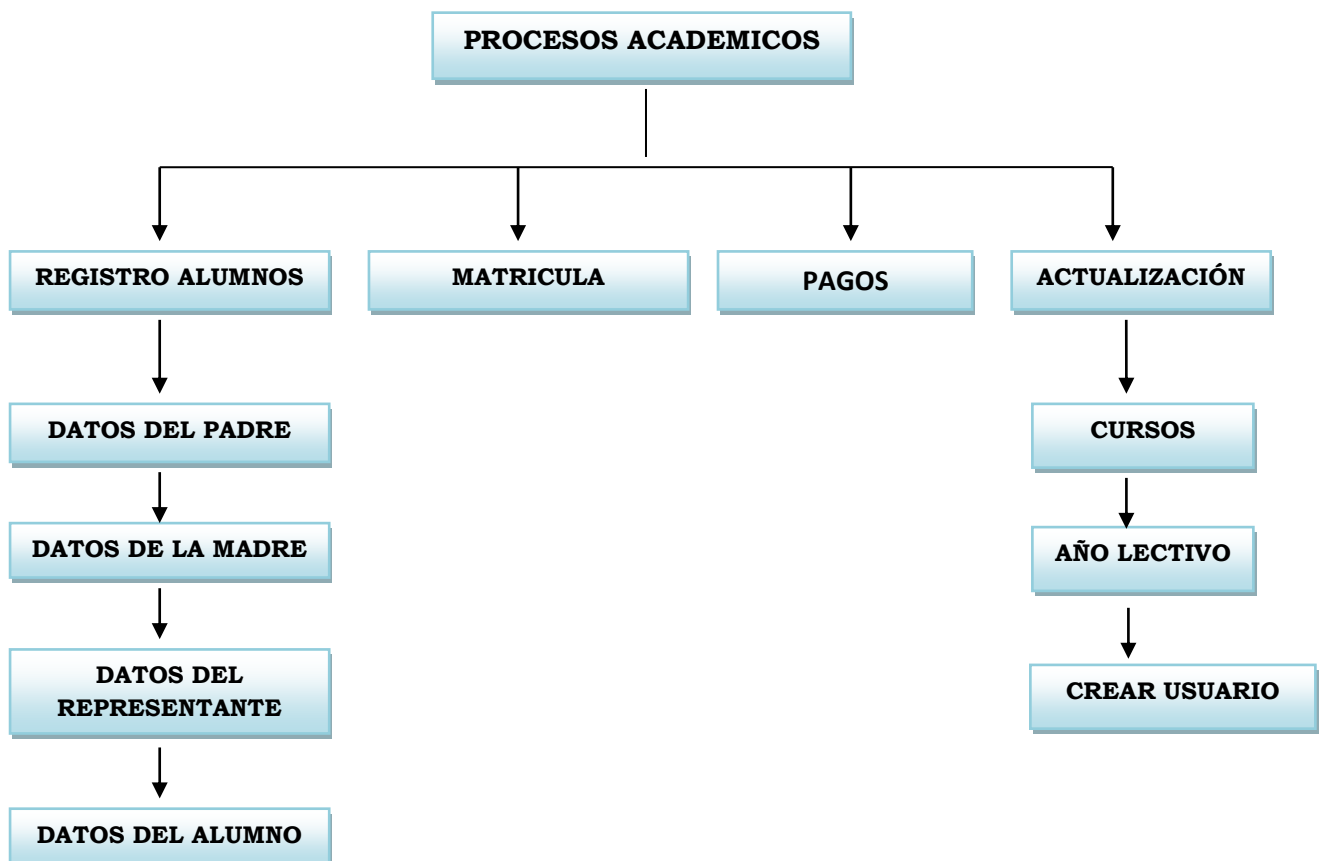 PROCESOS ACADEMICOS
REGISTRO ALUMNOS
MATRICULA
PAGOS
ACTUALIZACIÓN
DATOS DEL PADRE
CURSOS
DATOS DE LA MADRE
AÑO LECTIVO
DATOS DEL
REPRESENTANTE
CREAR USUARIO
DATOS DEL ALUMNO